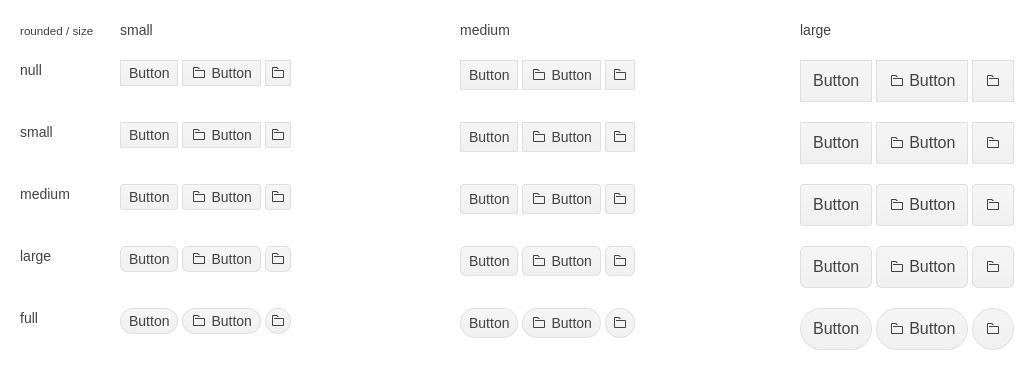 rounded / size small medium large
null Button Button Button Button Button Button
small Button Button Button Button Button Button
medium Button Button Button Button Button Button
large Button Button Button Button Button Button
full Button Button Button Button Button Button